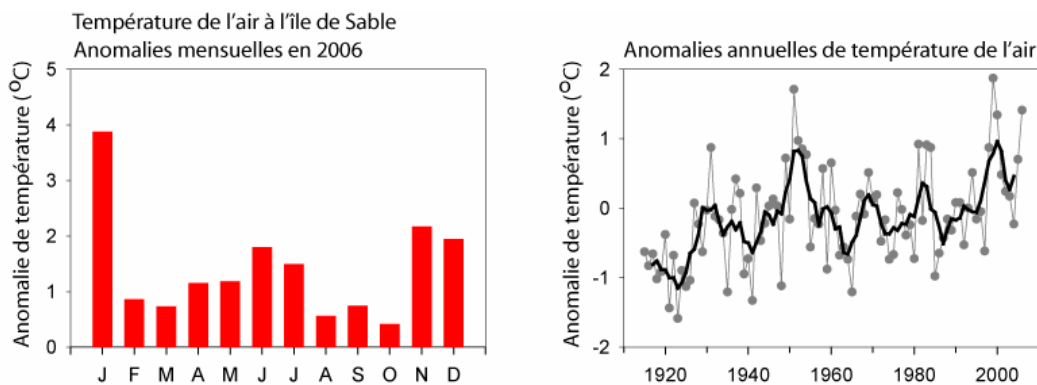 Température de l'air à l'île de Sable
Anomalies mensuelles en 2006
Anomalie de température (°C)
5
4
3
2
1
0
J F M A M J J A S O N D
Anomalies annuelles de température de l'air
Anomalie de température (°C)
2
1
0
-1
-2
1920 1940 1960 1980 2000